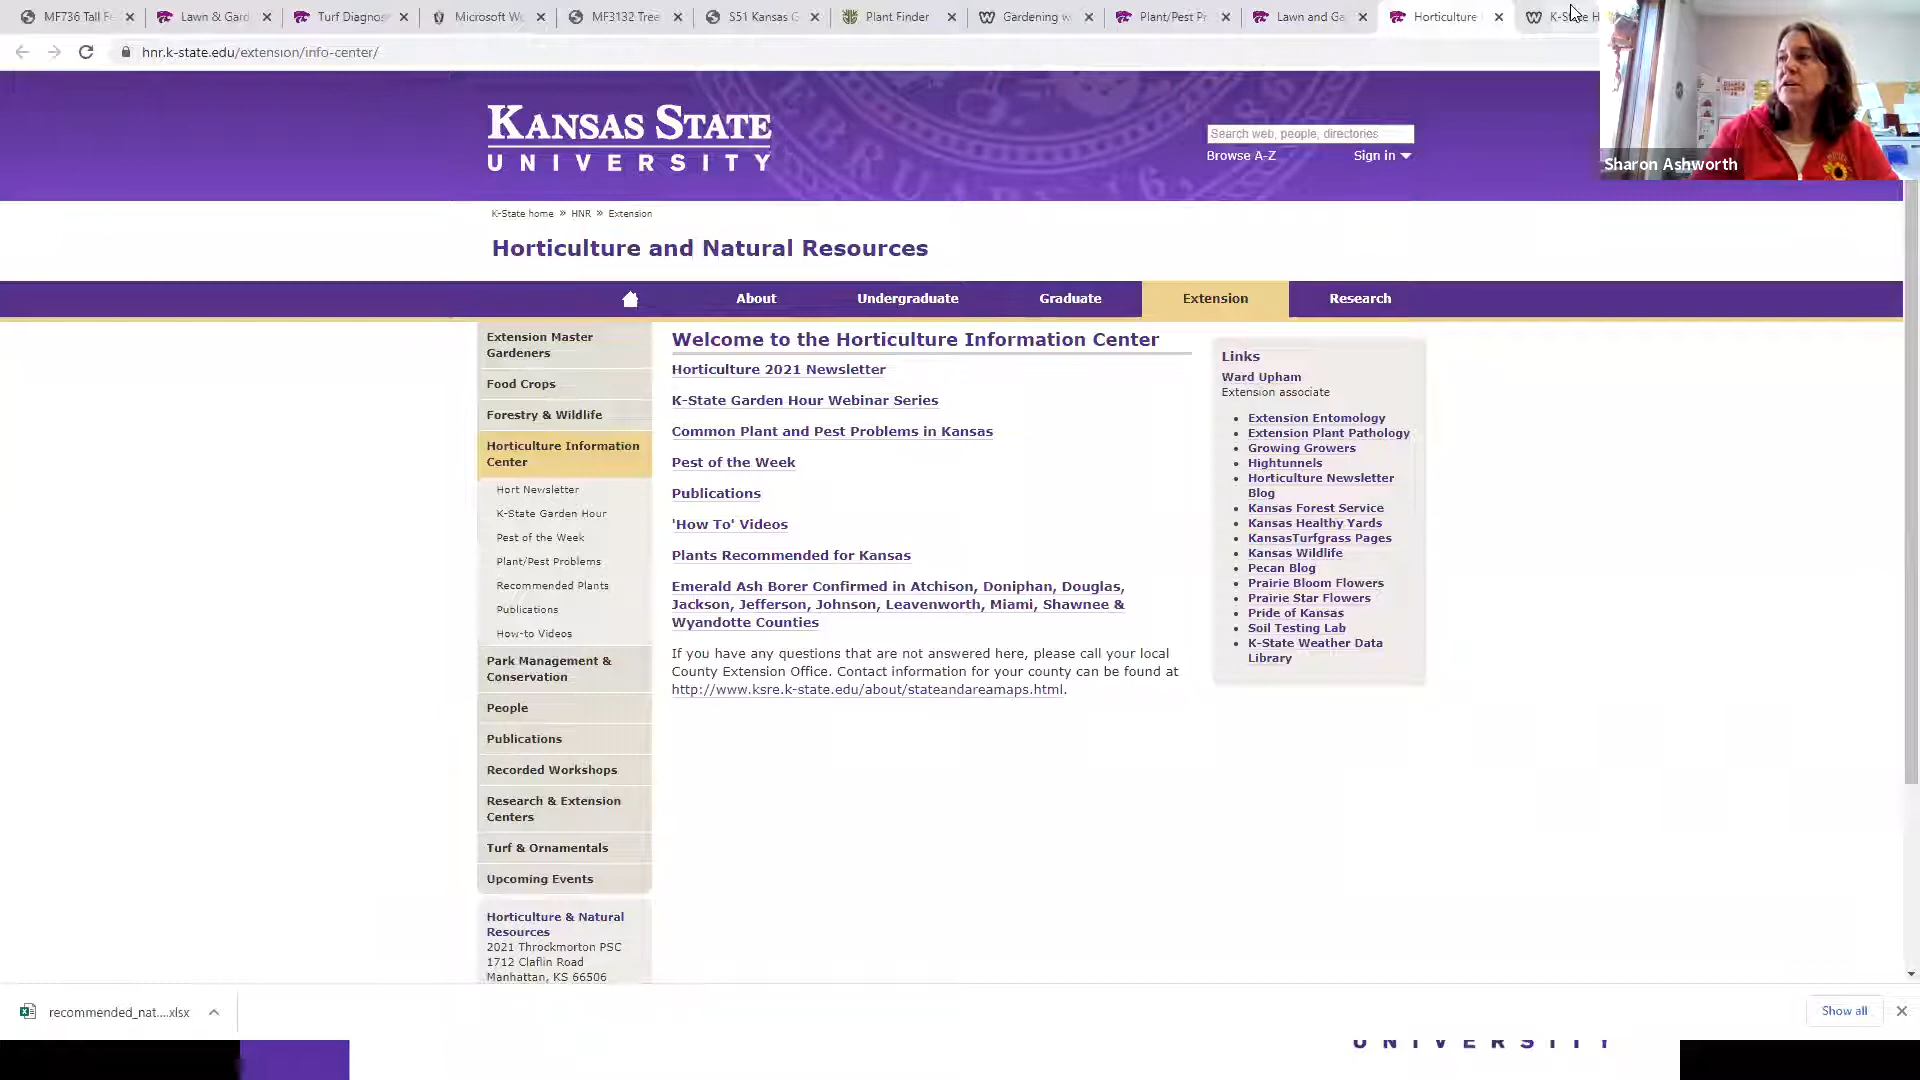 MF736 Tall F
Lawn & Gard
Turf Diagnos
Microsoft W
MF3132 Tree
S51 Kansas G
Plant Finder
Gardening w
Plant/Pest Pr
Lawn and Ga
Horticulture
K-State H
hnr.k-state.edu/extension/info-center/
KANSAS STATE
UNIVERSITY
Search web, people, directories
Browse A-Z
Sign in
Sharon Ashworth
K-State home » HNR » Extension
Horticulture and Natural Resources
About
Undergraduate
Graduate
Extension
Research
Extension Master
Gardeners
Food Crops
Forestry & Wildlife
Horticulture Information
Center
Hort Newsletter
K-State Garden Hour
Pest of the Week
Plant/Pest Problems
Recommended Plants
Publications
How-to Videos
Park Management &
Conservation
People
Publications
Recorded Workshops
Research & Extension
Centers
Turf & Ornamentals
Upcoming Events
Horticulture & Natural
Resources
2021 Throckmorton PSC
1712 Claflin Road
Manhattan, KS 66506
Welcome to the Horticulture Information Center
Horticulture 2021 Newsletter
K-State Garden Hour Webinar Series
Common Plant and Pest Problems in Kansas
Pest of the Week
Publications
'How To' Videos
Plants Recommended for Kansas
Emerald Ash Borer Confirmed in Atchison, Doniphan, Douglas,
Jackson, Jefferson, Johnson, Leavenworth, Miami, Shawnee &
Wyandotte Counties
If you have any questions that are not answered here, please call your local
County Extension Office. Contact information for your county can be found at
http://www.ksre.k-state.edu/about/stateandareamaps.html.
Links
Ward Upham
Extension associate
Extension Entomology
Extension Plant Pathology
Growing Growers
Hightunnels
Horticulture Newsletter
Blog
Kansas Forest Service
Kansas Healthy Yards
KansasTurfgrass Pages
Kansas Wildlife
Pecan Blog
Prairie Bloom Flowers
Prairie Star Flowers
Pride of Kansas
Soil Testing Lab
K-State Weather Data
Library
recommended_nat....xlsx
Show all
UNIVERSITY